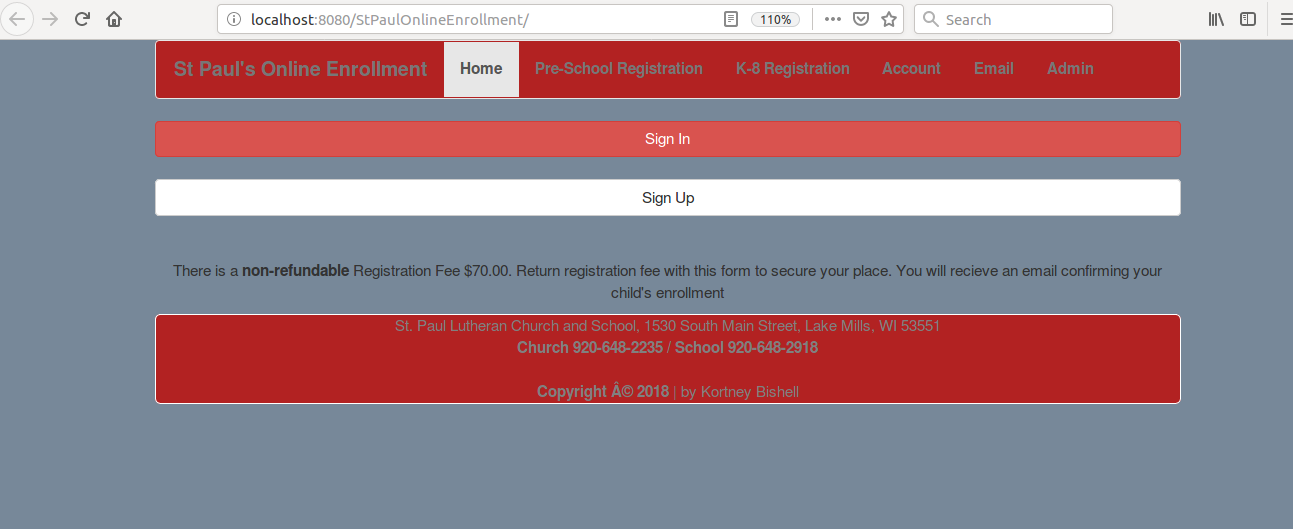 localhost:8080/StPaulOnlineEnrollment/ 110% Search
St Paul's Online Enrollment Home Pre-School Registration K-8 Registration Account Email Admin
Sign In
Sign Up
There is a non-refundable Registration Fee $70.00. Return registration fee with this form to secure your place. You will recieve an email confirming your
child's enrollment
St. Paul Lutheran Church and School, 1530 South Main Street, Lake Mills, WI 53551
Church 920-648-2235 / School 920-648-2918
Copyright Â© 2018 | by Kortney Bishell